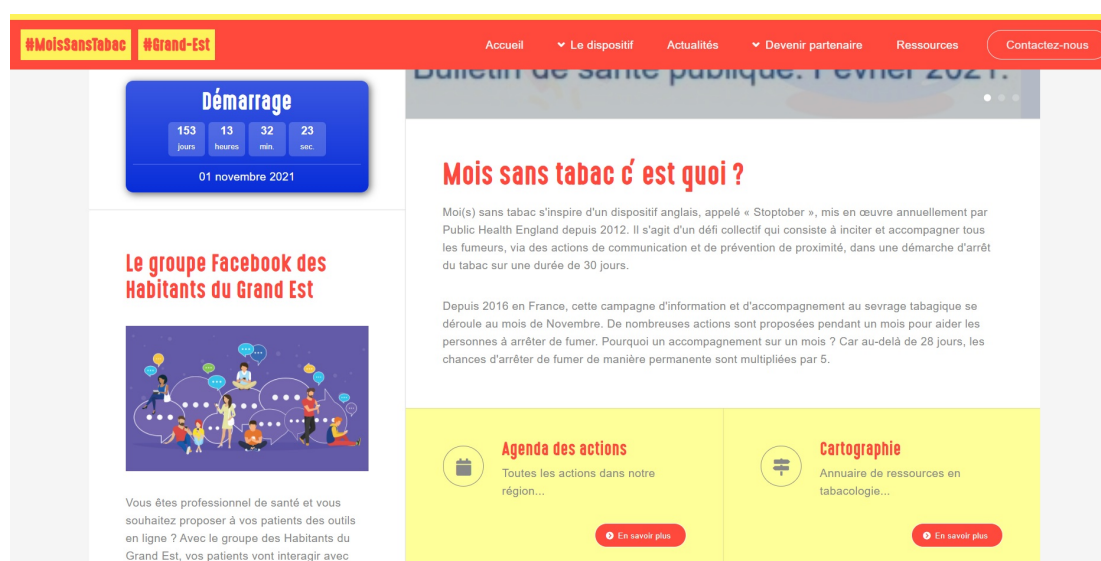 #MoisSansTabac #Grand-Est
Accueil Le dispositif Actualités Devenir partenaire Ressources Contactez-nous
Bulletin de santé publique. Février 2021.
Démarrage
153 13 32 23
jours heures min. sec.
01 novembre 2021
Le groupe Facebook des
Habitants du Grand Est
Vous êtes professionnel de santé et vous
souhaitez proposer à vos patients des outils
en ligne ? Avec le groupe des Habitants du
Grand Est, vos patients vont interagir avec
Mois sans tabac c' est quoi ?
Moi(s) sans tabac s'inspire d'un dispositif anglais, appelé « Stoptober », mis en œuvre annuellement par
Public Health England depuis 2012. Il s'agit d'un défi collectif qui consiste à inciter et accompagner tous
les fumeurs, via des actions de communication et de prévention de proximité, dans une démarche d'arrêt
du tabac sur une durée de 30 jours.
Depuis 2016 en France, cette campagne d'information et d'accompagnement au sevrage tabagique se
déroule au mois de Novembre. De nombreuses actions sont proposées pendant un mois pour aider les
personnes à arrêter de fumer. Pourquoi un accompagnement sur un mois ? Car au-delà de 28 jours, les
chances d'arrêter de fumer de manière permanente sont multipliées par 5.
Agenda des actions
Toutes les actions dans notre
région...
En savoir plus
Cartographie
Annuaire de ressources en
tabacologie...
En savoir plus